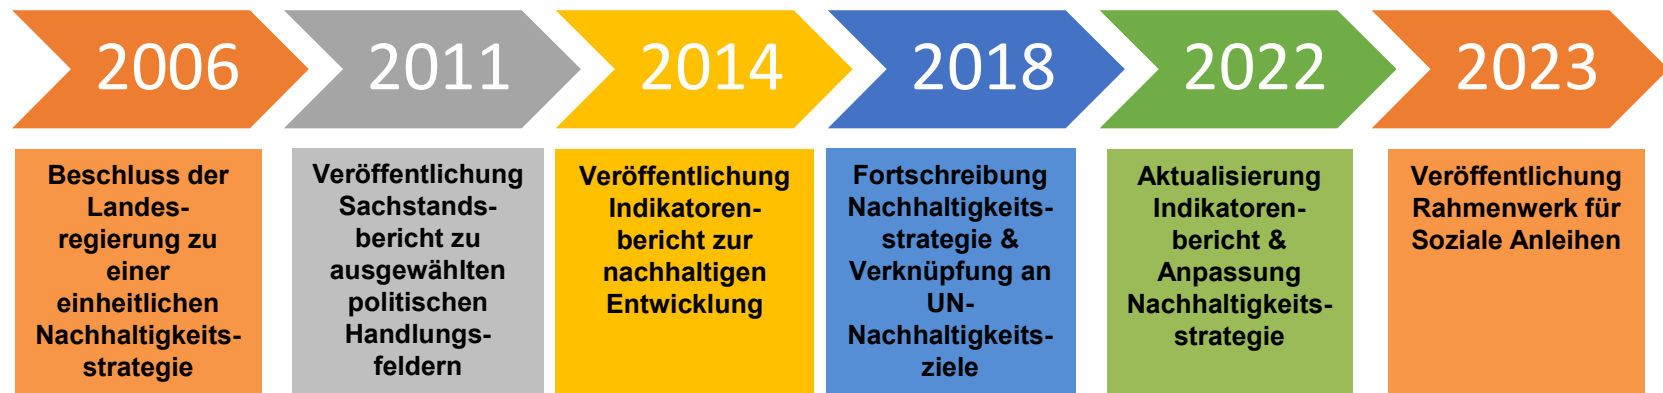 2006
2011
2014
2018
2022
2023
Beschluss der
Landes-
regierung zu
einer
einheitlichen
Nachhaltigkeits-
strategie
Veröffentlichung
Sachstands-
bericht zu
ausgewählten
politischen
Handlungs-
feldern
Veröffentlichung
Indikatoren-
bericht zur
nachhaltigen
Entwicklung
Fortschreibung
Nachhaltigkeits-
strategie &
Verknüpfung an
UN-
Nachhaltigkeits-
ziele
Aktualisierung
Indikatoren-
bericht &
Anpassung
Nachhaltigkeits-
strategie
Veröffentlichung
Rahmenwerk für
Soziale Anleihen